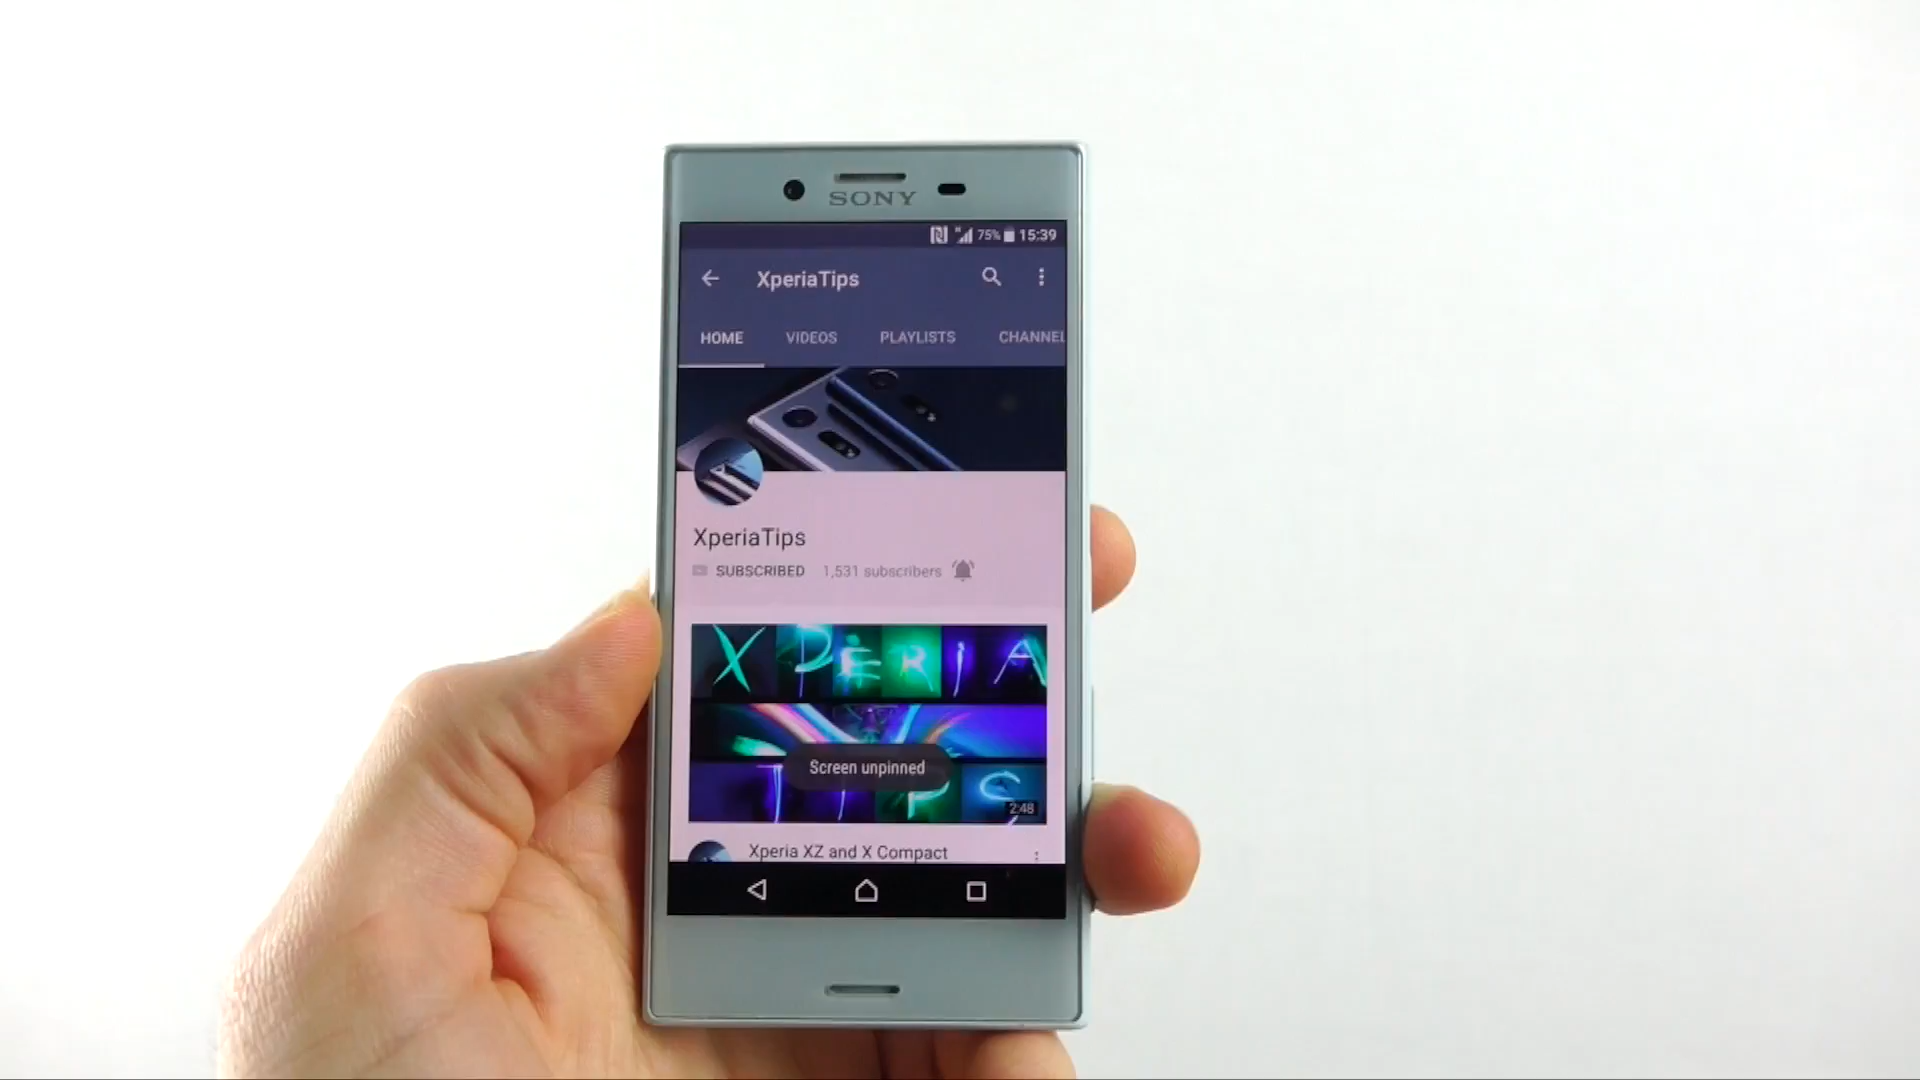 SONY
75% 15:39
XperiaTips
HOME VIDEOS PLAYLISTS CHANNEL
XperiaTips
SUBSCRIBED 1,531 subscribers
XPERIA
TIPS
Screen unpinned
2:48
Xperia XZ and X Compact